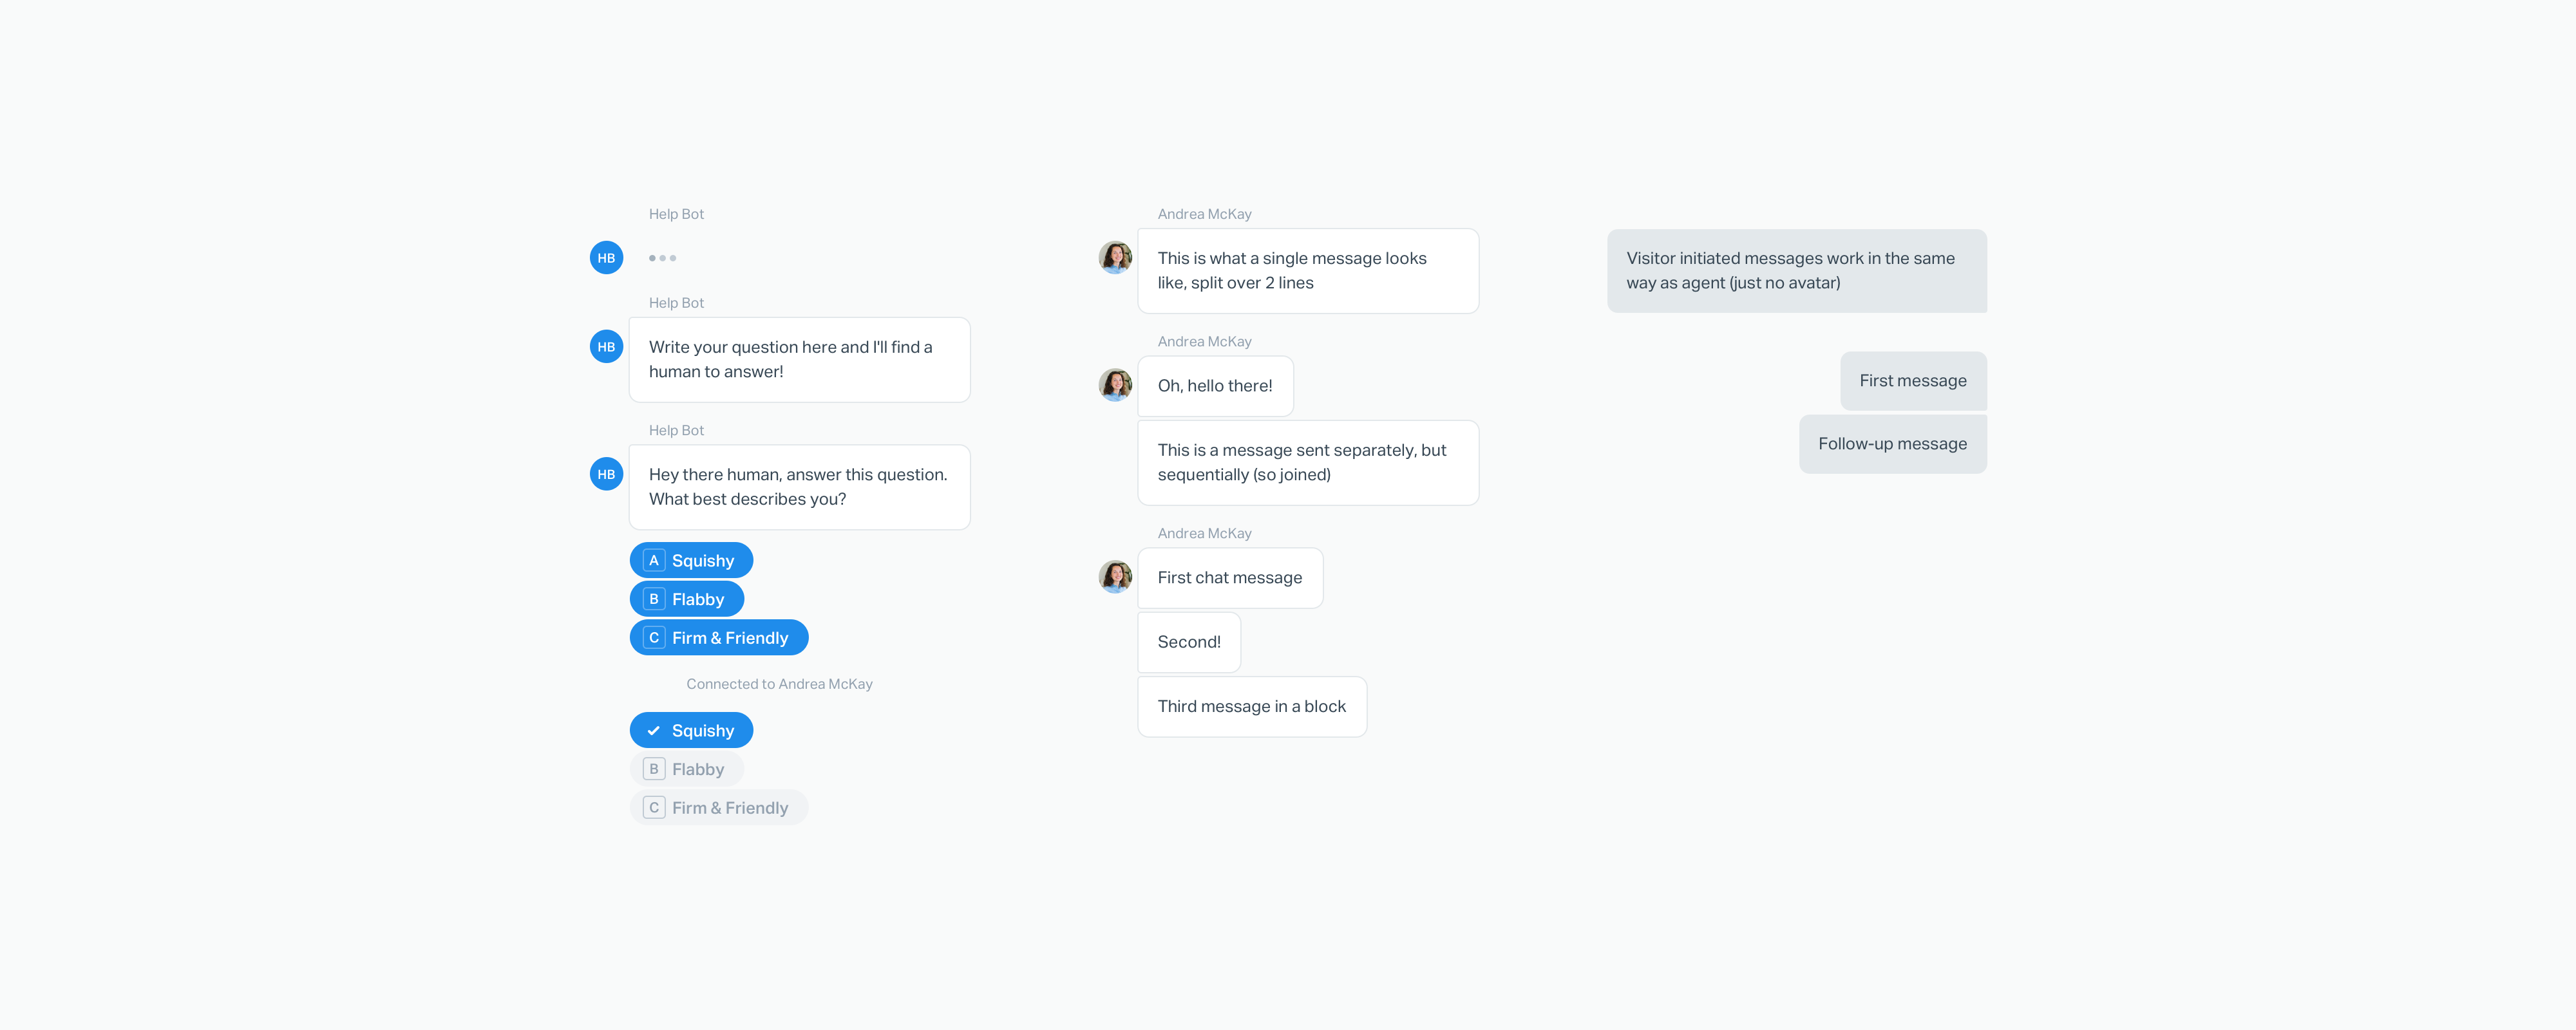 Help Bot
HB
Help Bot
HB
Write your question here and I'll find a
human to answer!
Help Bot
HB
Hey there human, answer this question.
What best describes you?
A Squishy
B Flabby
C Firm & Friendly
Connected to Andrea McKay
Squishy
B Flabby
C Firm & Friendly
Andrea McKay
This is what a single message looks
like, split over 2 lines
Andrea McKay
Oh, hello there!
This is a message sent separately, but
sequentially (so joined)
Andrea McKay
First chat message
Second!
Third message in a block
Visitor initiated messages work in the same
way as agent (just no avatar)
First message
Follow-up message